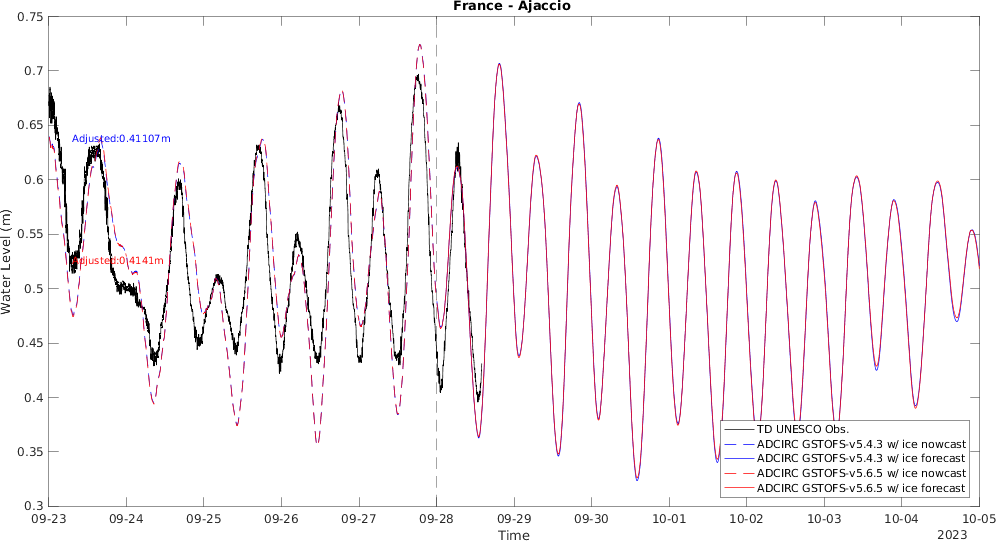 France - Ajaccio
Water Level (m)
0.75
0.7
0.65
0.6
0.55
0.5
0.45
0.4
0.35
0.3
Adjusted:0.41107m
Adjusted:0.4141m
TD UNESCO Obs.
ADCIRC GSTOFS-v5.4.3 w/ ice nowcast
ADCIRC GSTOFS-v5.4.3 w/ ice forecast
ADCIRC GSTOFS-v5.6.5 w/ ice nowcast
ADCIRC GSTOFS-v5.6.5 w/ ice forecast
09-23 09-24 09-25 09-26 09-27 09-28 09-29 09-30 10-01 10-02 10-03 10-04 10-05
Time
2023